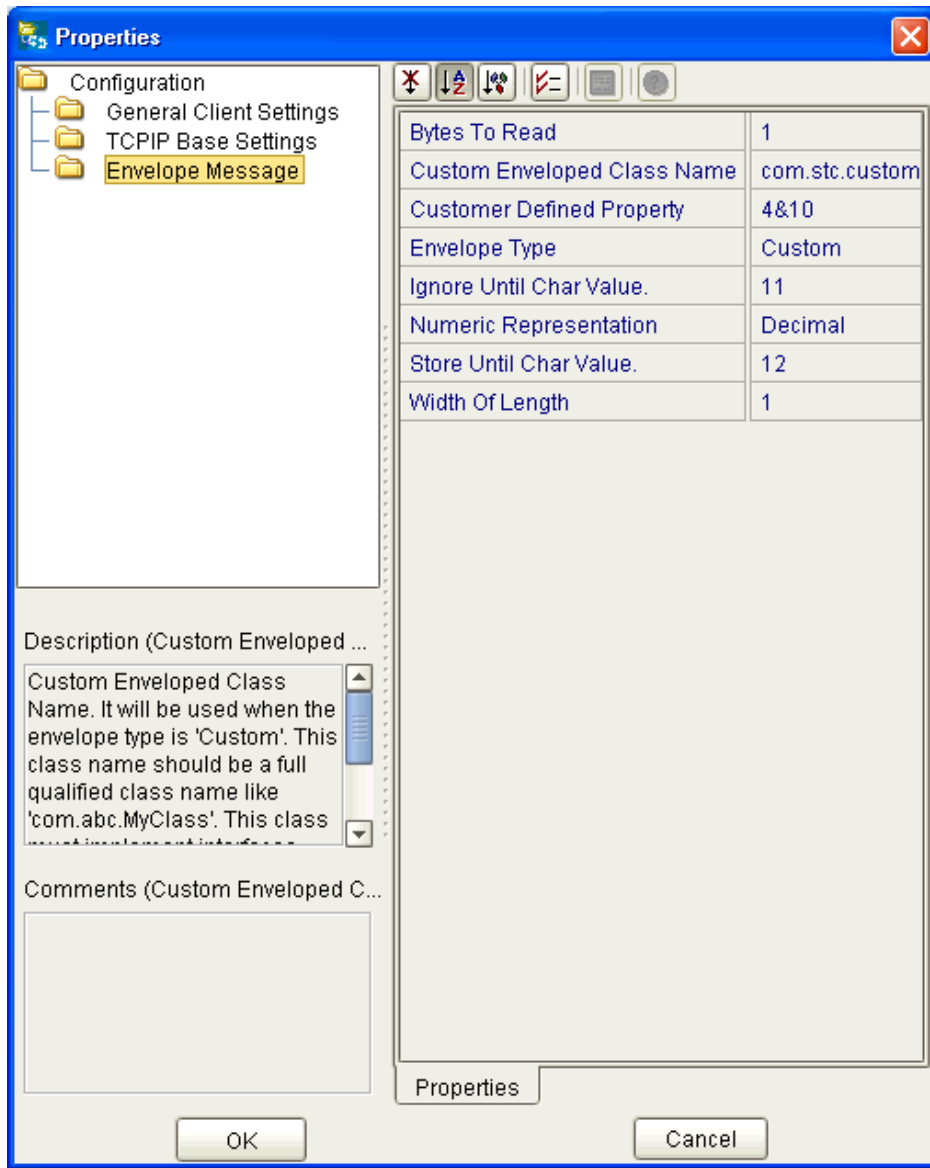 Properties
Configuration
General Client Settings
TCPIP Base Settings
Envelope Message
Description (Custom Enveloped ...
Custom Enveloped Class
Name. It will be used when the
envelope type is 'Custom'. This
class name should be a full
qualified class name like
'com.abc.MyClass'. This class
must implement interfaces
Comments (Custom Enveloped C...
Bytes To Read 1
Custom Enveloped Class Name com.stc.custom
Customer Defined Property 4&10
Envelope Type Custom
Ignore Until Char Value. 11
Numeric Representation Decimal
Store Until Char Value. 12
Width Of Length 1
Properties
OK
Cancel